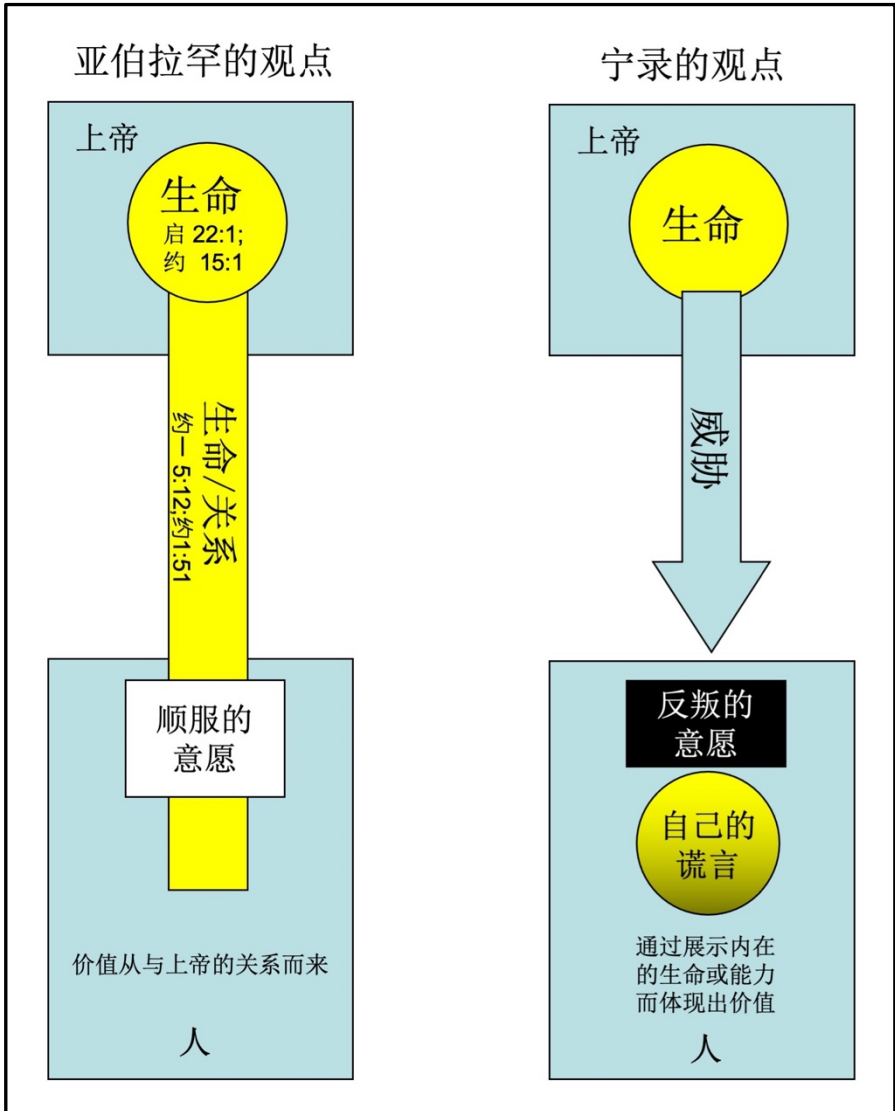 亚伯拉罕的观点
上帝
生命
启 22:1;
约 15:1
生命/关系
约一 5:12;约1:51
顺服的
意愿
价值从与上帝的关系而来
人
宁录的观点
上帝
生命
威胁
反叛的
意愿
自己的
谎言
通过展示内在
的生命或能力
而体现出价值
人